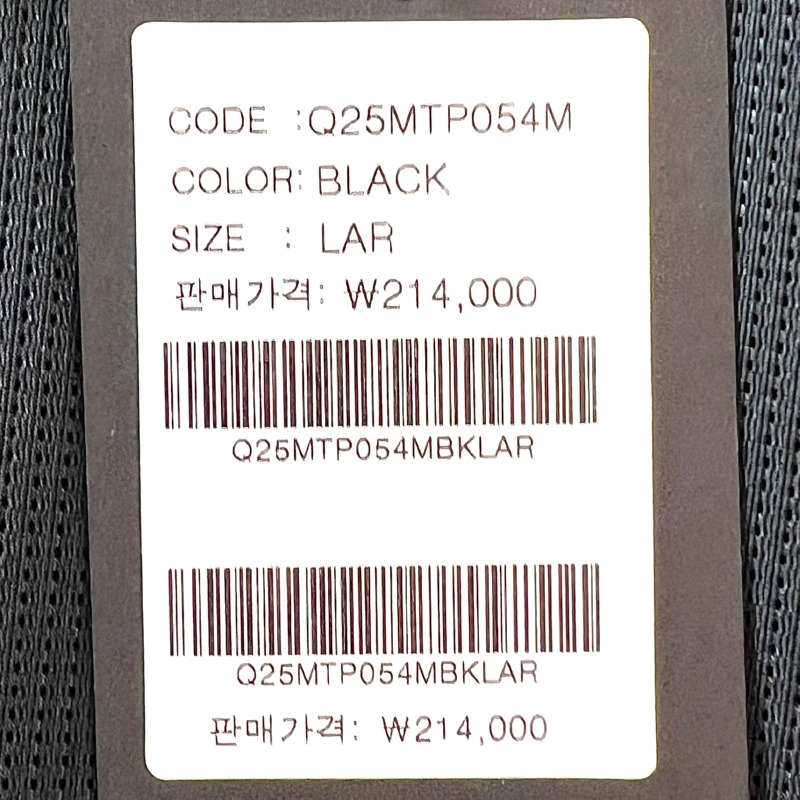 CODE :Q25MTP054M
COLOR: BLACK
SIZE : LAR
판매가격: ₩214,000
Q25MTP054MBKLAR
Q25MTP054MBKLAR
판매가격: ₩214,000